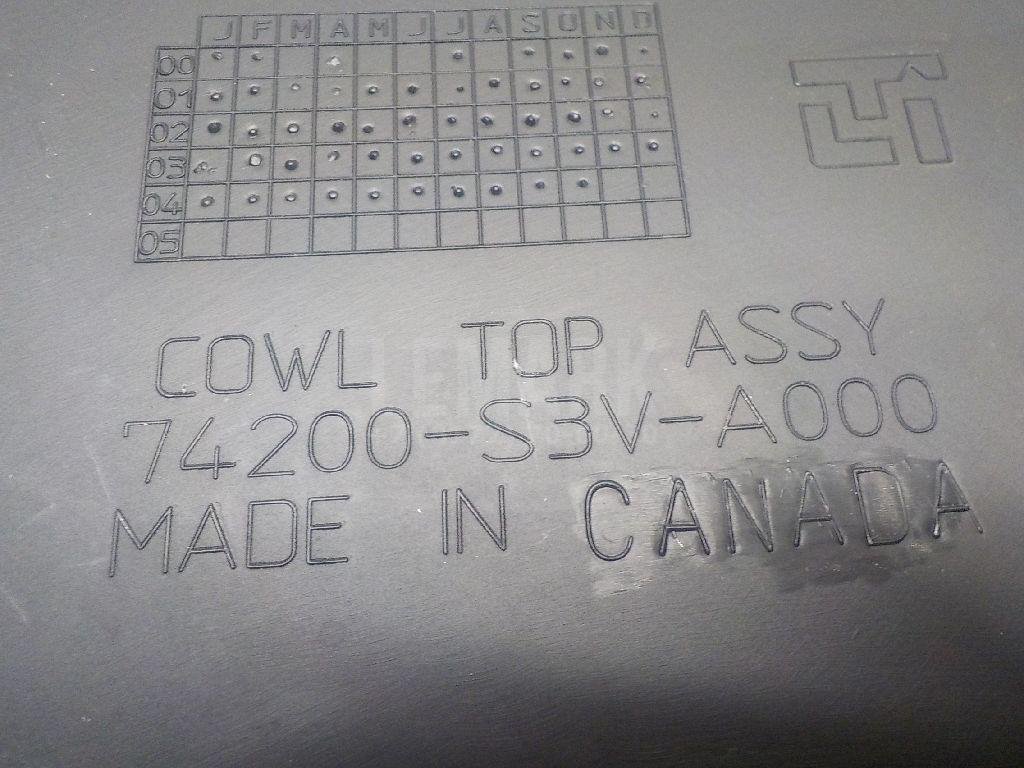 J F M A M J J A S O N D
00
01
02
03
04
05
COWL TOP ASSY
74200-S3V-A000
MADE IN CANADA